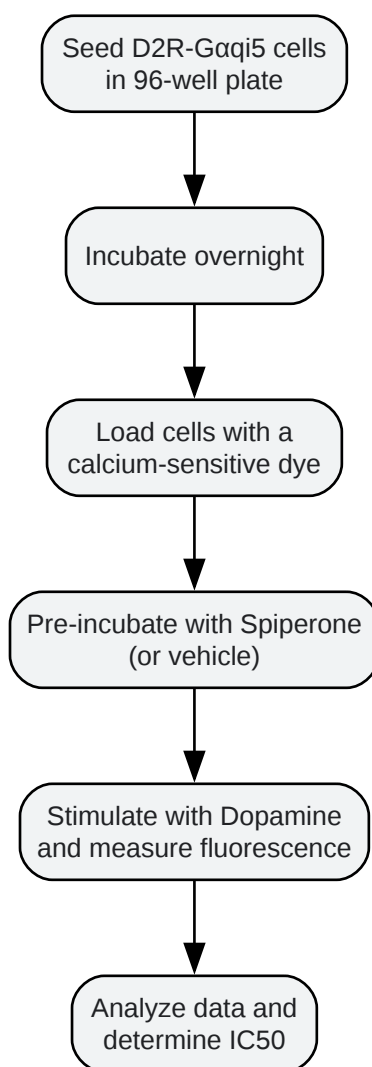 Seed D2R-Gαqi5 cells
in 96-well plate
Incubate overnight
Load cells with a
calcium-sensitive dye
Pre-incubate with Spiperone
(or vehicle)
Stimulate with Dopamine
and measure fluorescence
Analyze data and
determine IC50